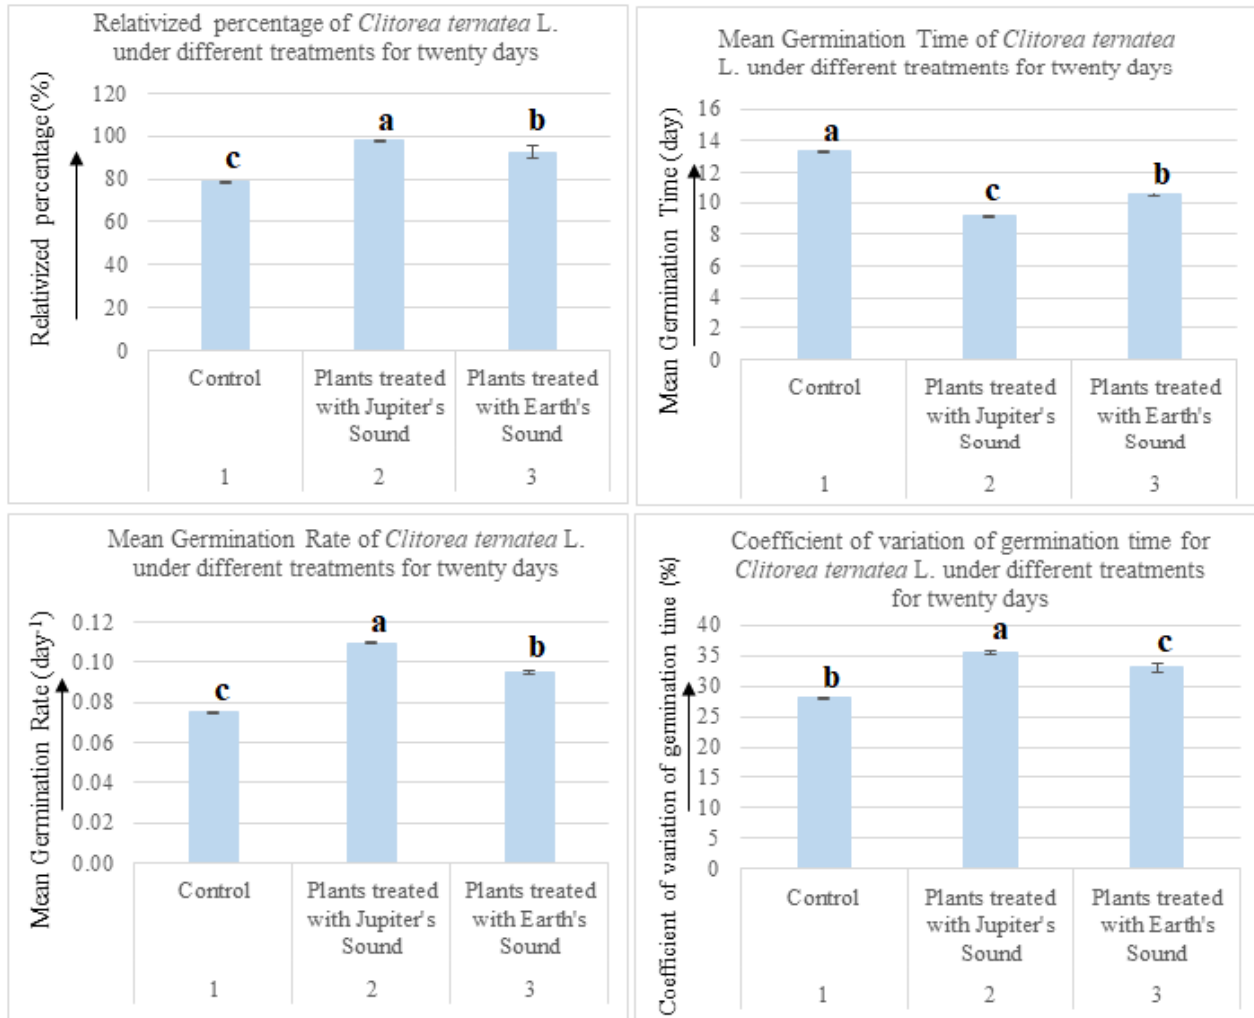 Relativized percentage of Clitorea ternatea L.
under different treatments for twenty days
Relativized percentage (%)
120
100
80
60
40
20
0
c
a
b
Control
Plants treated
with Jupiter's
Sound
Plants treated
with Earth's
Sound
1
2
3
Mean Germination Time of Clitorea ternatea
L. under different treatments for twenty days
Mean Germination Time (day)
16
14
12
10
8
6
4
2
0
a
c
b
Control
Plants treated
with Jupiter's
Sound
Plants treated
with Earth's
Sound
1
2
3
Mean Germination Rate of Clitorea ternatea L.
under different treatments for twenty days
Mean Germination Rate (day⁻¹)
0.12
0.10
0.08
0.06
0.04
0.02
0.00
c
a
b
Control
Plants treated
with Jupiter's
Sound
Plants treated
with Earth's
Sound
1
2
3
Coefficient of variation of germination time for
Clitorea ternatea L. under different treatments
for twenty days
Coefficient of variation of germination time (%)
40
35
30
25
20
15
10
5
0
b
a
c
Control
Plants treated
with Jupiter's
Sound
Plants treated
with Earth's
Sound
1
2
3